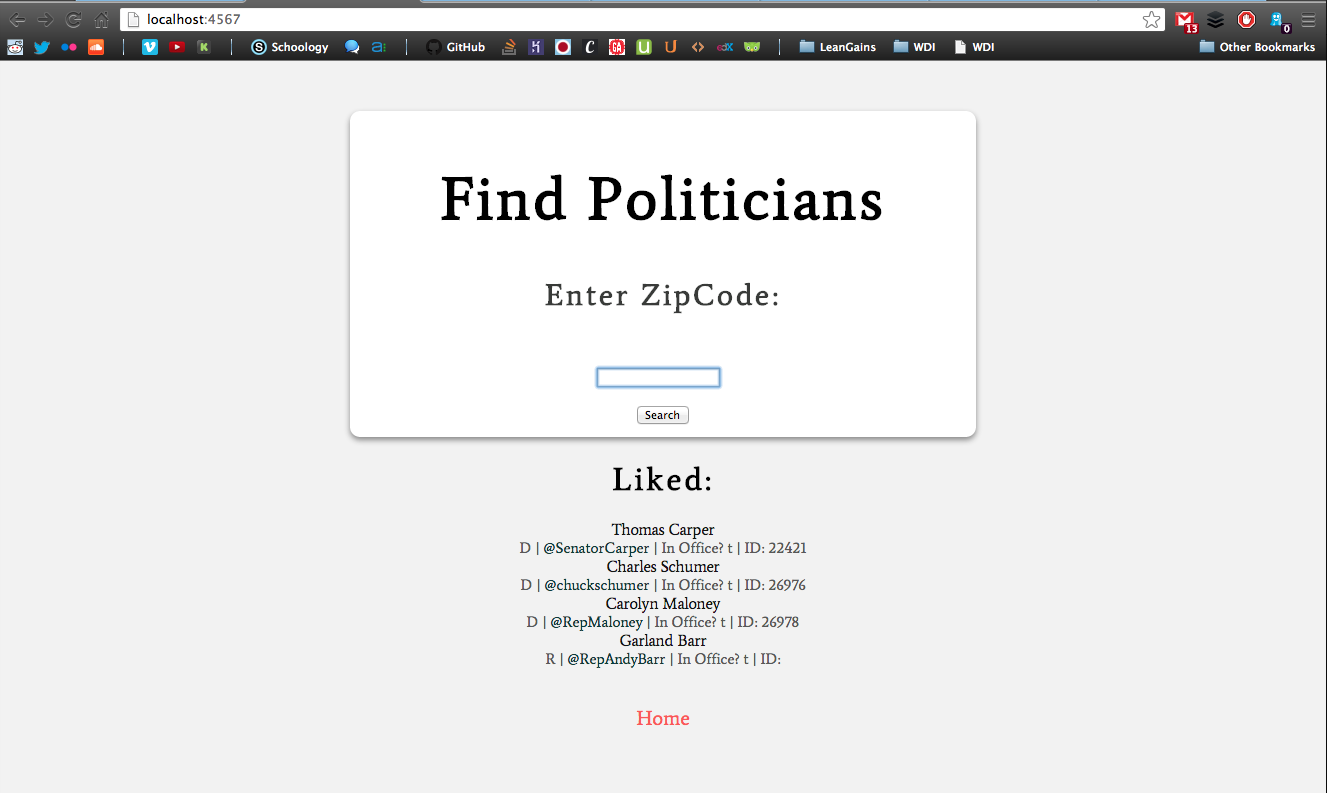 localhost:4567
13
0
Schoology
GitHub
LeanGains
WDI
WDI
Other Bookmarks
Find Politicians
Enter ZipCode:
Search
Liked:
Thomas Carper
D | @SenatorCarper | In Office? t | ID: 22421
Charles Schumer
D | @chuckschumer | In Office? t | ID: 26976
Carolyn Maloney
D | @RepMaloney | In Office? t | ID: 26978
Garland Barr
R | @RepAndyBarr | In Office? t | ID:
Home